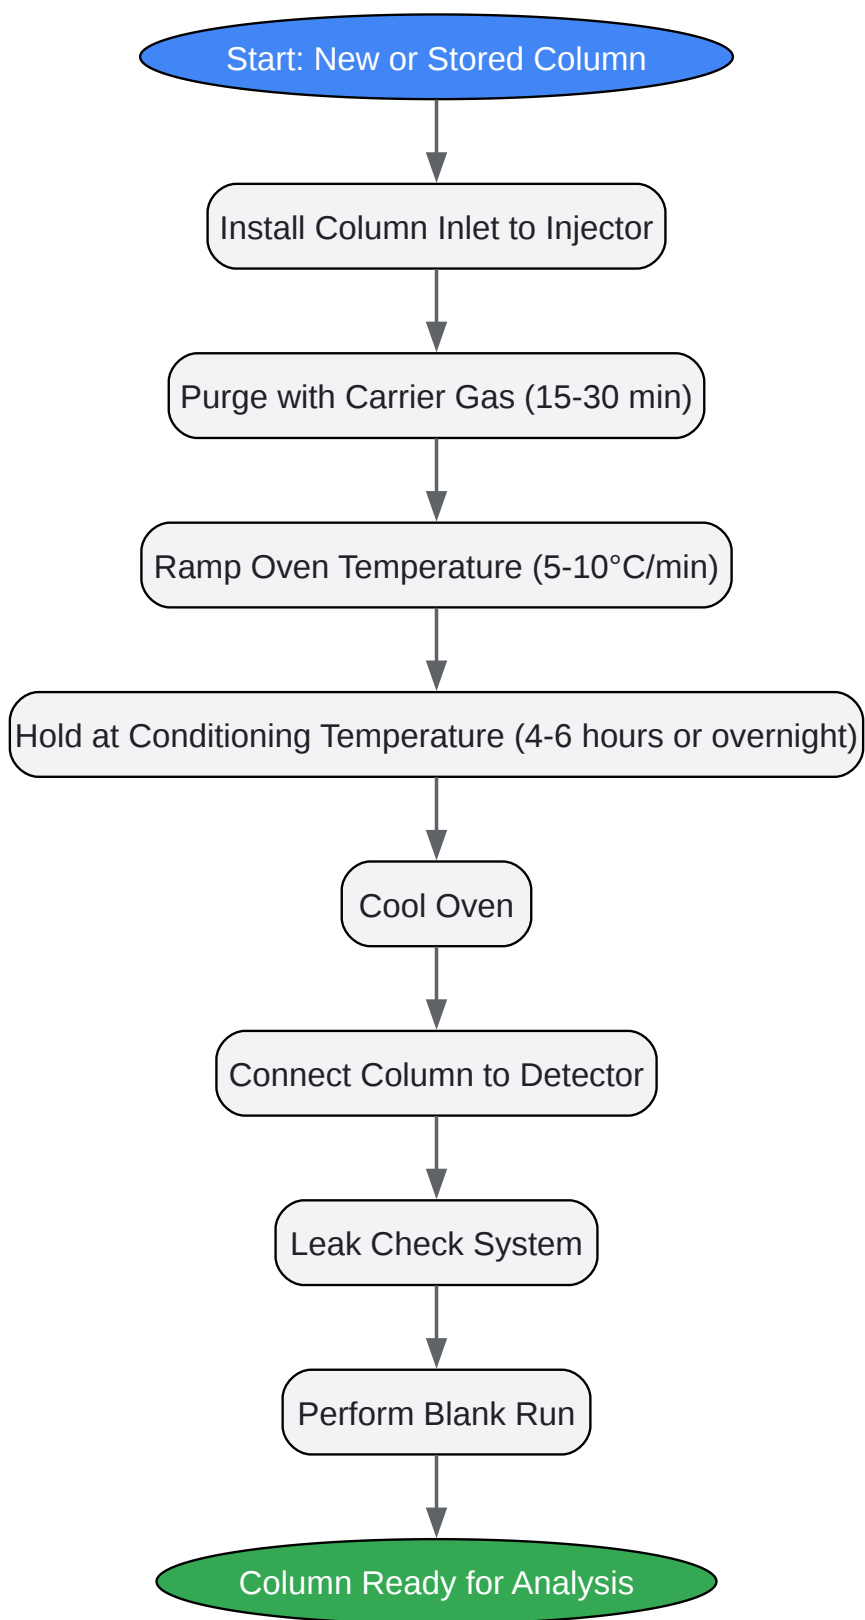 Start: New or Stored Column
Install Column Inlet to Injector
Purge with Carrier Gas (15-30 min)
Ramp Oven Temperature (5-10°C/min)
Hold at Conditioning Temperature (4-6 hours or overnight)
Cool Oven
Connect Column to Detector
Leak Check System
Perform Blank Run
Column Ready for Analysis